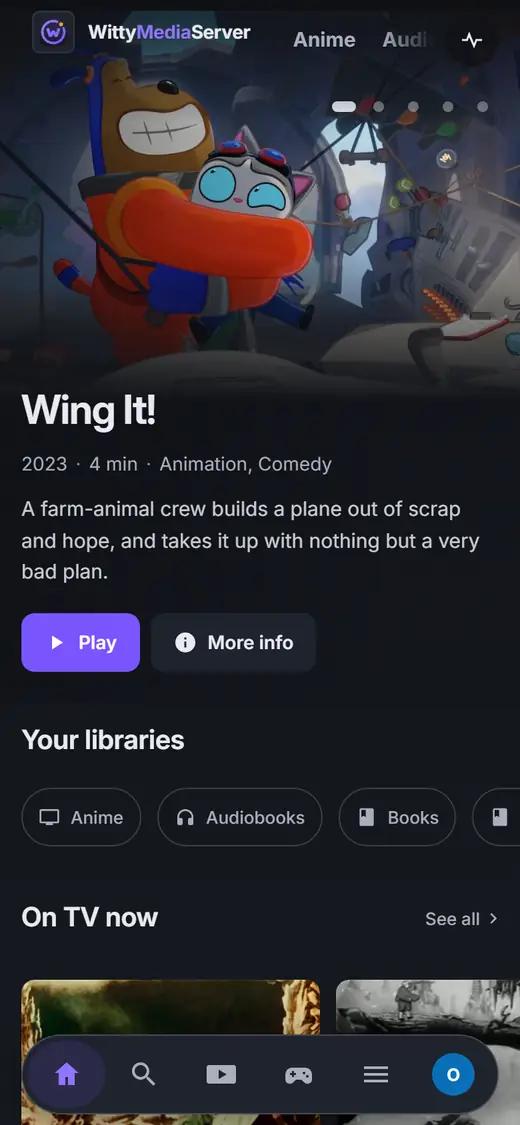 WittyMediaServer
Anime
Audi
Wing It!
2023 · 4 min · Animation, Comedy
A farm-animal crew builds a plane out of scrap
and hope, and takes it up with nothing but a very
bad plan.
Play
More info
Your libraries
Anime
Audiobooks
Books
On TV now
See all
O